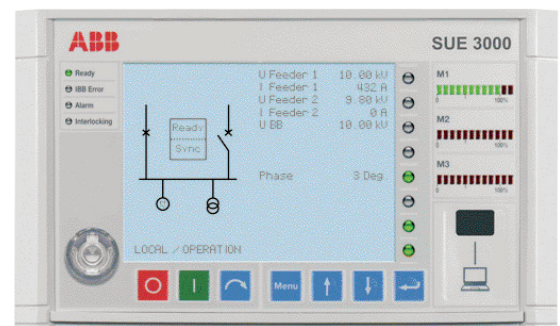 ABB
SUE 3000
Ready
IBB Error
Alarm
Interlocking
U Feeder 1 10.00 kV
I Feeder 1 432 A
U Feeder 2 9.80 kV
I Feeder 2 0 A
U BB 10.00 kV
Ready
Sync
Phase 3 Deg
LOCAL / OPERATION
M1
0 100%
M2
0 100%
M3
0 100%
Menu